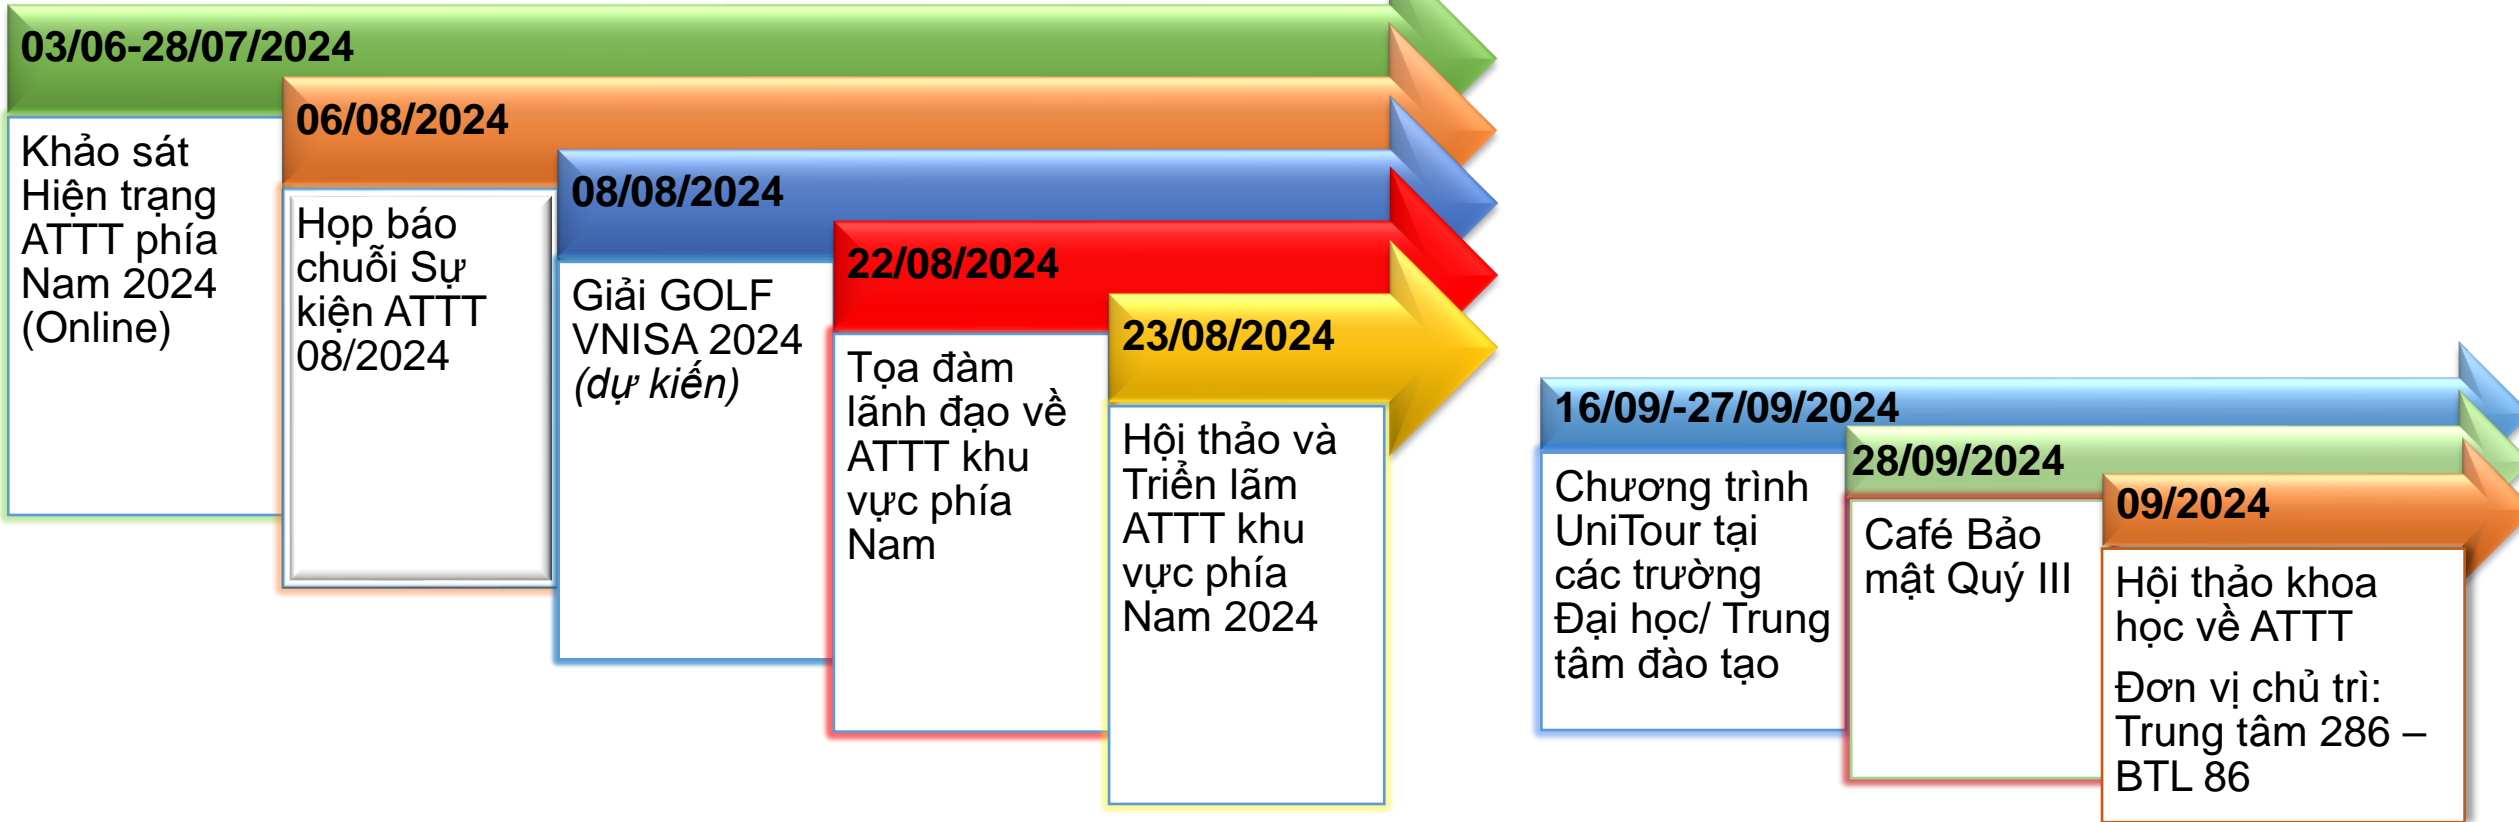 03/06-28/07/2024
Khảo sát
Hiện trạng
ATTT phía
Nam 2024
(Online)
06/08/2024
Họp báo
chuỗi Sự
kiện ATTT
08/2024
08/08/2024
Giải GOLF
VNISA 2024
(dự kiến)
22/08/2024
Tọa đàm
lãnh đạo về
ATTT khu
vực phía
Nam
23/08/2024
Hội thảo và
Triển lãm
ATTT khu
vực phía
Nam 2024
16/09/-27/09/2024
Chương trình
UniTour tại
các trường
Đại học/ Trung
tâm đào tạo
28/09/2024
Café Bảo
mật Quý III
09/2024
Hội thảo khoa
học về ATTT
Đơn vị chủ trì:
Trung tâm 286 –
BTL 86